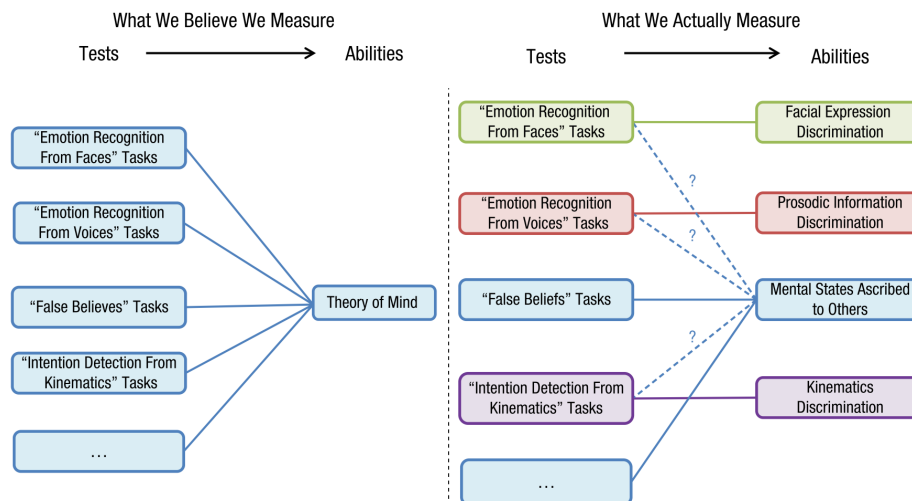 What We Believe We Measure
Tests
Abilities
“Emotion Recognition
From Faces” Tasks
“Emotion Recognition
From Voices” Tasks
“False Believes” Tasks
“Intention Detection From
Kinematics” Tasks
...
Theory of Mind
What We Actually Measure
Tests
Abilities
“Emotion Recognition
From Faces” Tasks
Facial Expression
Discrimination
?
“Emotion Recognition
From Voices” Tasks
Prosodic Information
Discrimination
?
“False Beliefs” Tasks
Mental States Ascribed
to Others
?
“Intention Detection From
Kinematics” Tasks
Kinematics
Discrimination
...